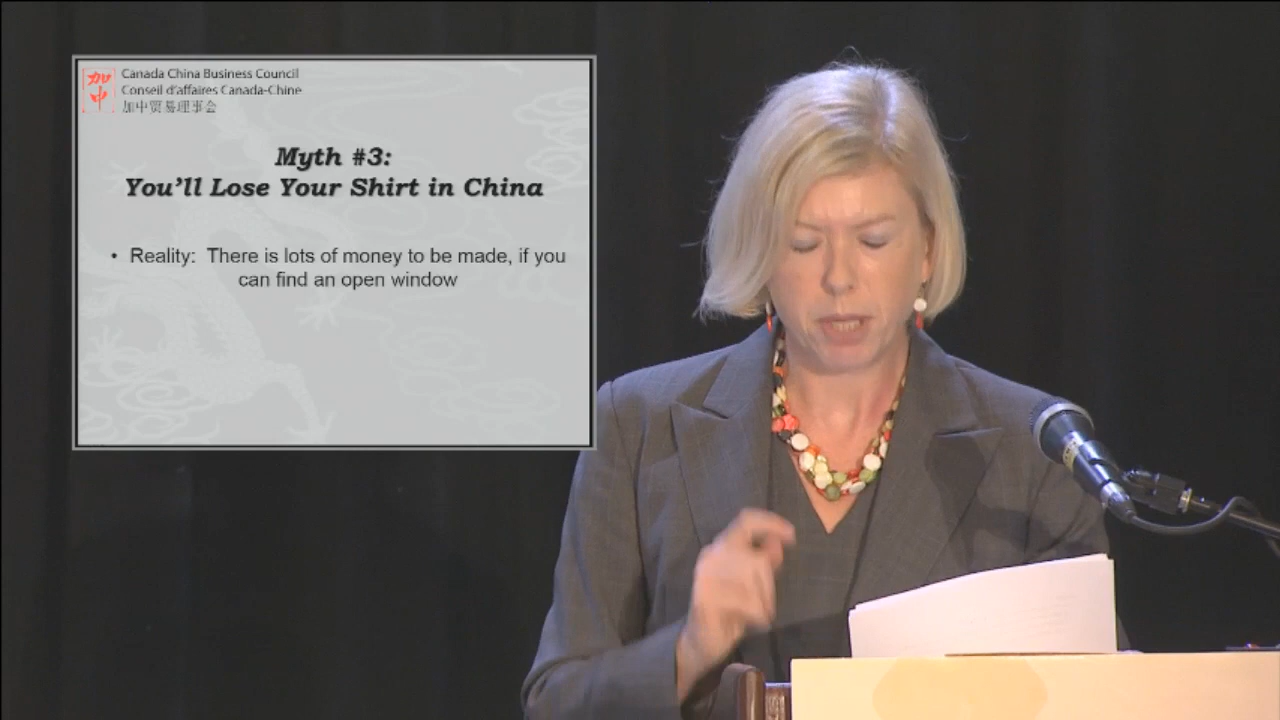 加
中
Canada China Business Council
Conseil d'affaires Canada-Chine
加中贸易理事会
Myth #3:
You'll Lose Your Shirt in China
• Reality: There is lots of money to be made, if you
can find an open window